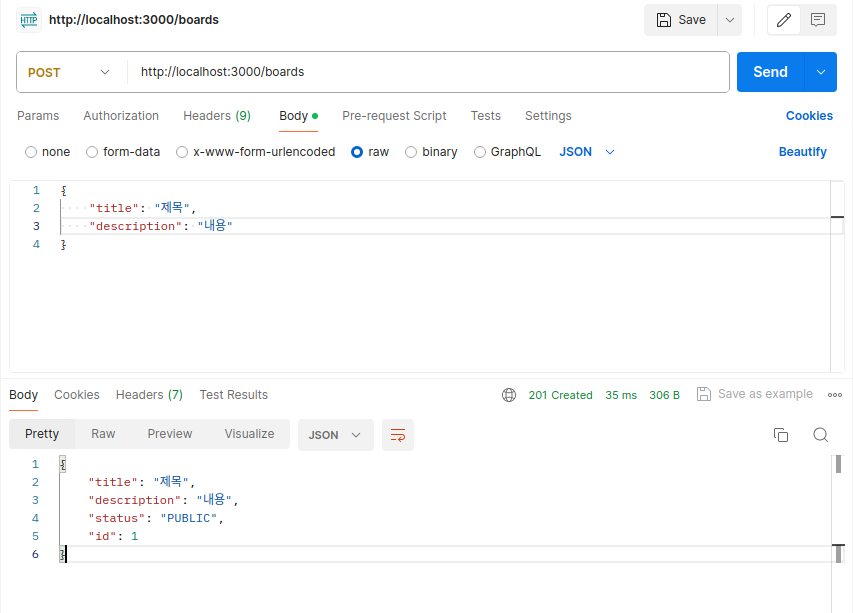 HTTP http://localhost:3000/boards Save
POST http://localhost:3000/boards Send
Params Authorization Headers (9) Body Pre-request Script Tests Settings Cookies
none form-data x-www-form-urlencoded raw binary GraphQL JSON Beautify
1 {
2 "title": "제목",
3 "description": "내용"
4 }
Body Cookies Headers (7) Test Results 201 Created 35 ms 306 B Save as example
Pretty Raw Preview Visualize JSON
1 {
2 "title": "제목",
3 "description": "내용",
4 "status": "PUBLIC",
5 "id": 1
6 }